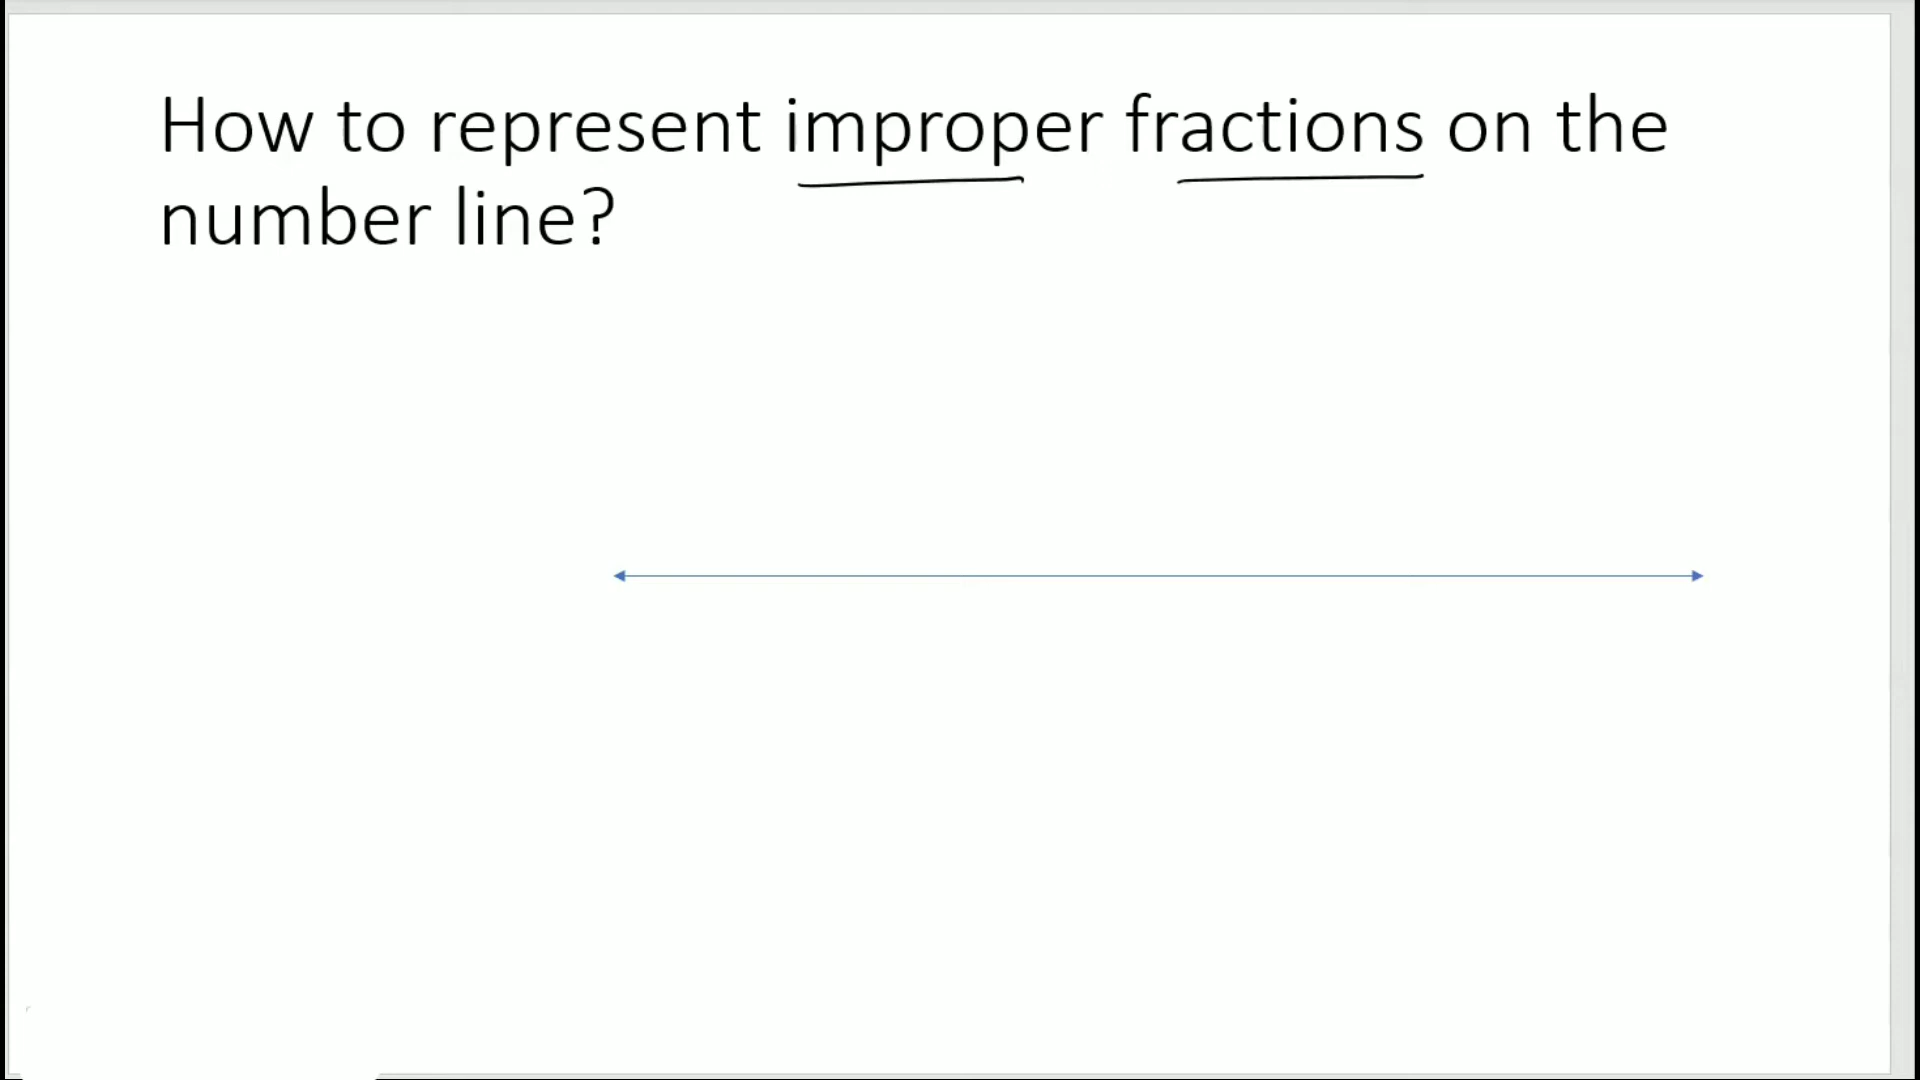 How to represent improper fractions on the
number line?